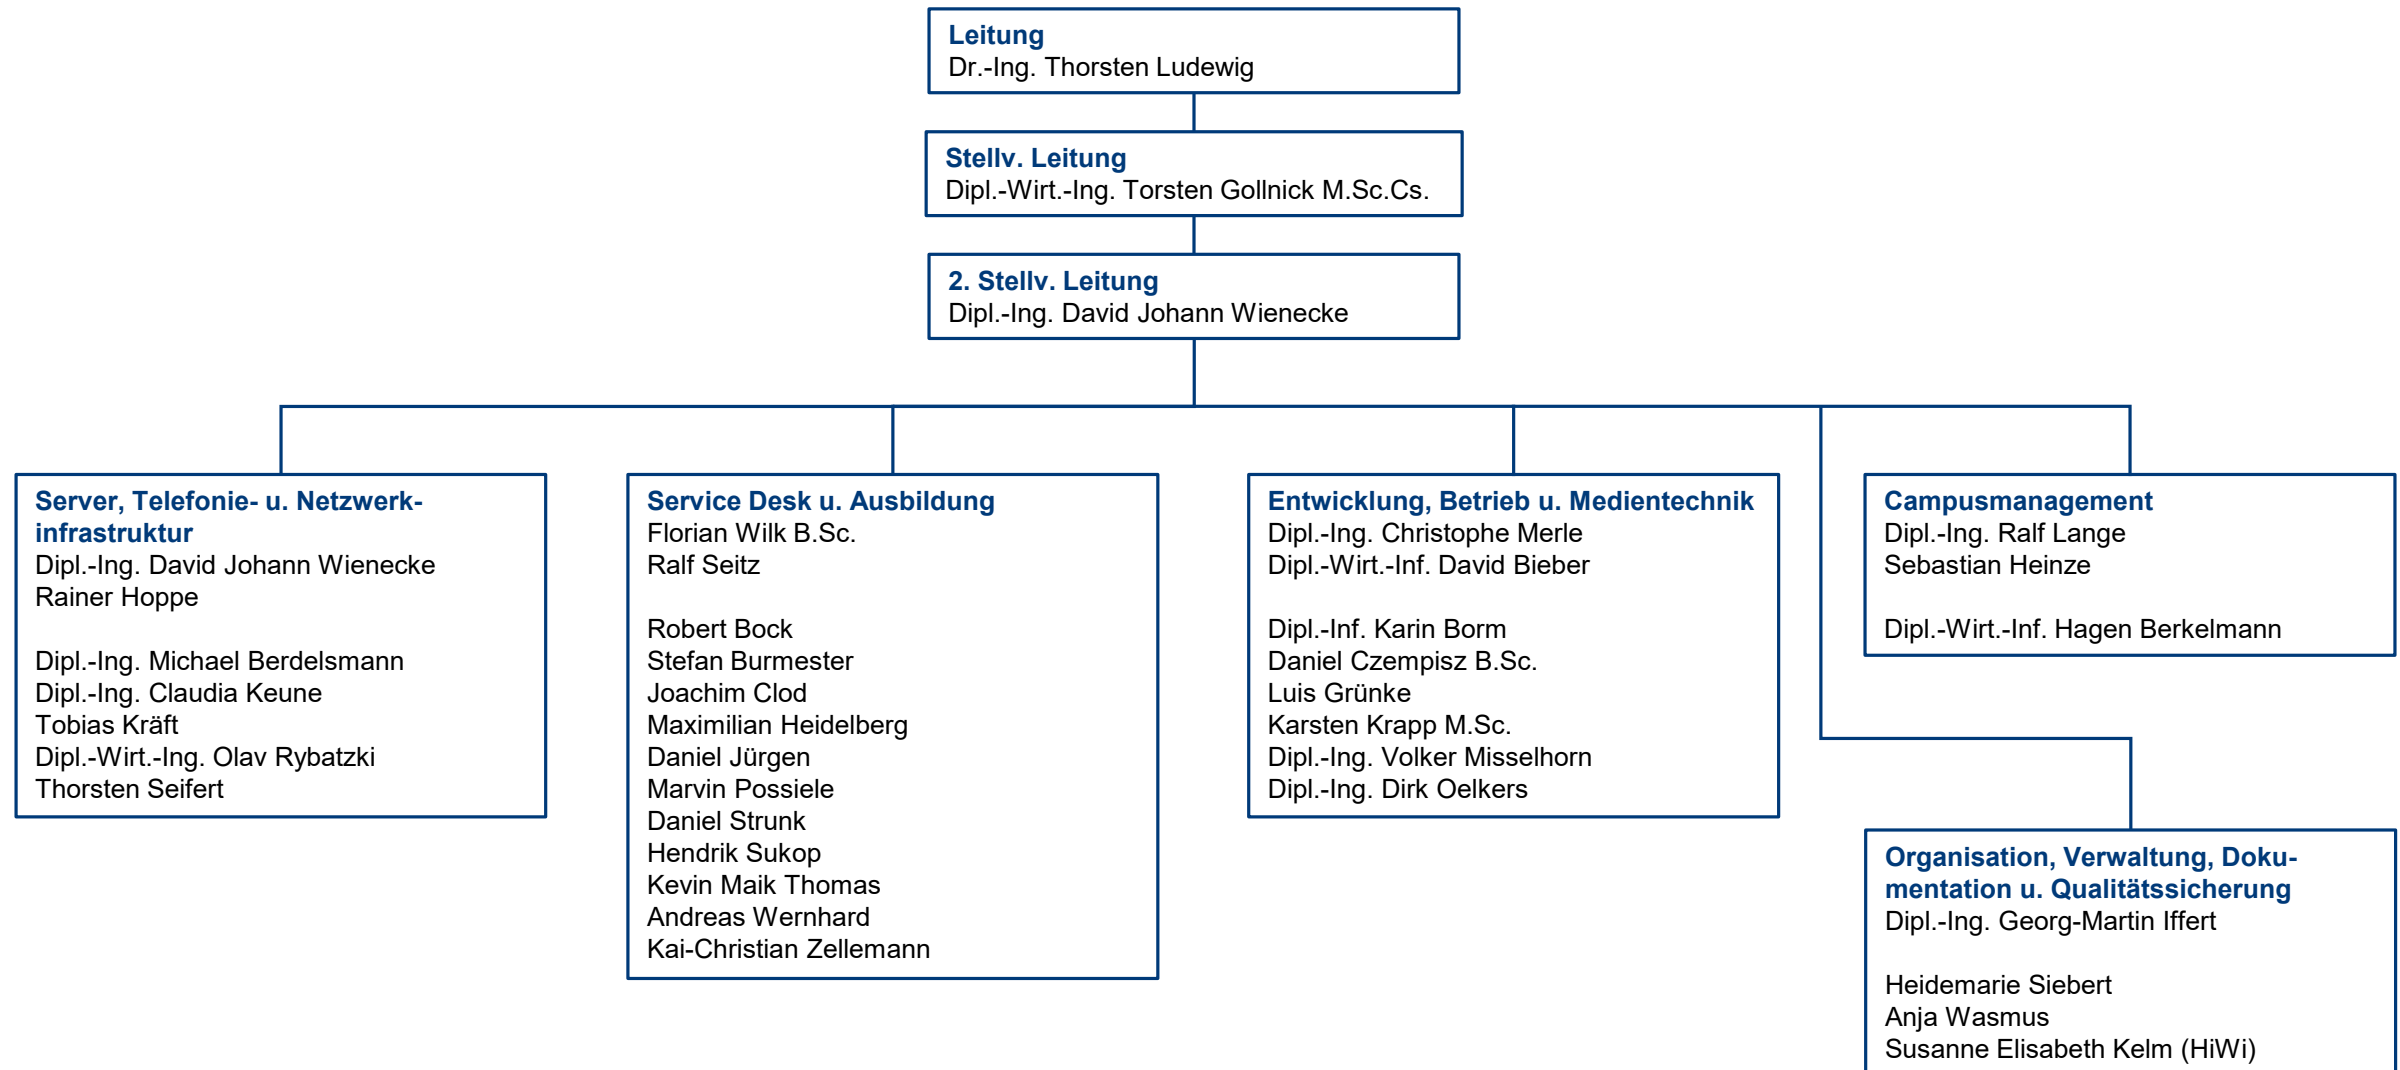 Leitung
Dr.-Ing. Thorsten Ludewig
Stellv. Leitung
Dipl.-Wirt.-Ing. Torsten Gollnick M.Sc.Cs.
2. Stellv. Leitung
Dipl.-Ing. David Johann Wienecke
Server, Telefonie- u. Netzwerk-
infrastruktur
Dipl.-Ing. David Johann Wienecke
Rainer Hoppe
Dipl.-Ing. Michael Berdelsmann
Dipl.-Ing. Claudia Keune
Tobias Kräft
Dipl.-Wirt.-Ing. Olav Rybatzki
Thorsten Seifert
Service Desk u. Ausbildung
Florian Wilk B.Sc.
Ralf Seitz
Robert Bock
Stefan Burmester
Joachim Clod
Maximilian Heidelberg
Daniel Jürgen
Marvin Possiele
Daniel Strunk
Hendrik Sukop
Kevin Maik Thomas
Andreas Wernhard
Kai-Christian Zellemann
Entwicklung, Betrieb u. Medientechnik
Dipl.-Ing. Christophe Merle
Dipl.-Wirt.-Inf. David Bieber
Dipl.-Inf. Karin Borm
Daniel Czempisz B.Sc.
Luis Grünke
Karsten Krapp M.Sc.
Dipl.-Ing. Volker Misselhorn
Dipl.-Ing. Dirk Oelkers
Campusmanagement
Dipl.-Ing. Ralf Lange
Sebastian Heinze
Dipl.-Wirt.-Inf. Hagen Berkelmann
Organisation, Verwaltung, Doku-
mentation u. Qualitätssicherung
Dipl.-Ing. Georg-Martin Iffert
Heidemarie Siebert
Anja Wasmus
Susanne Elisabeth Kelm (HiWi)